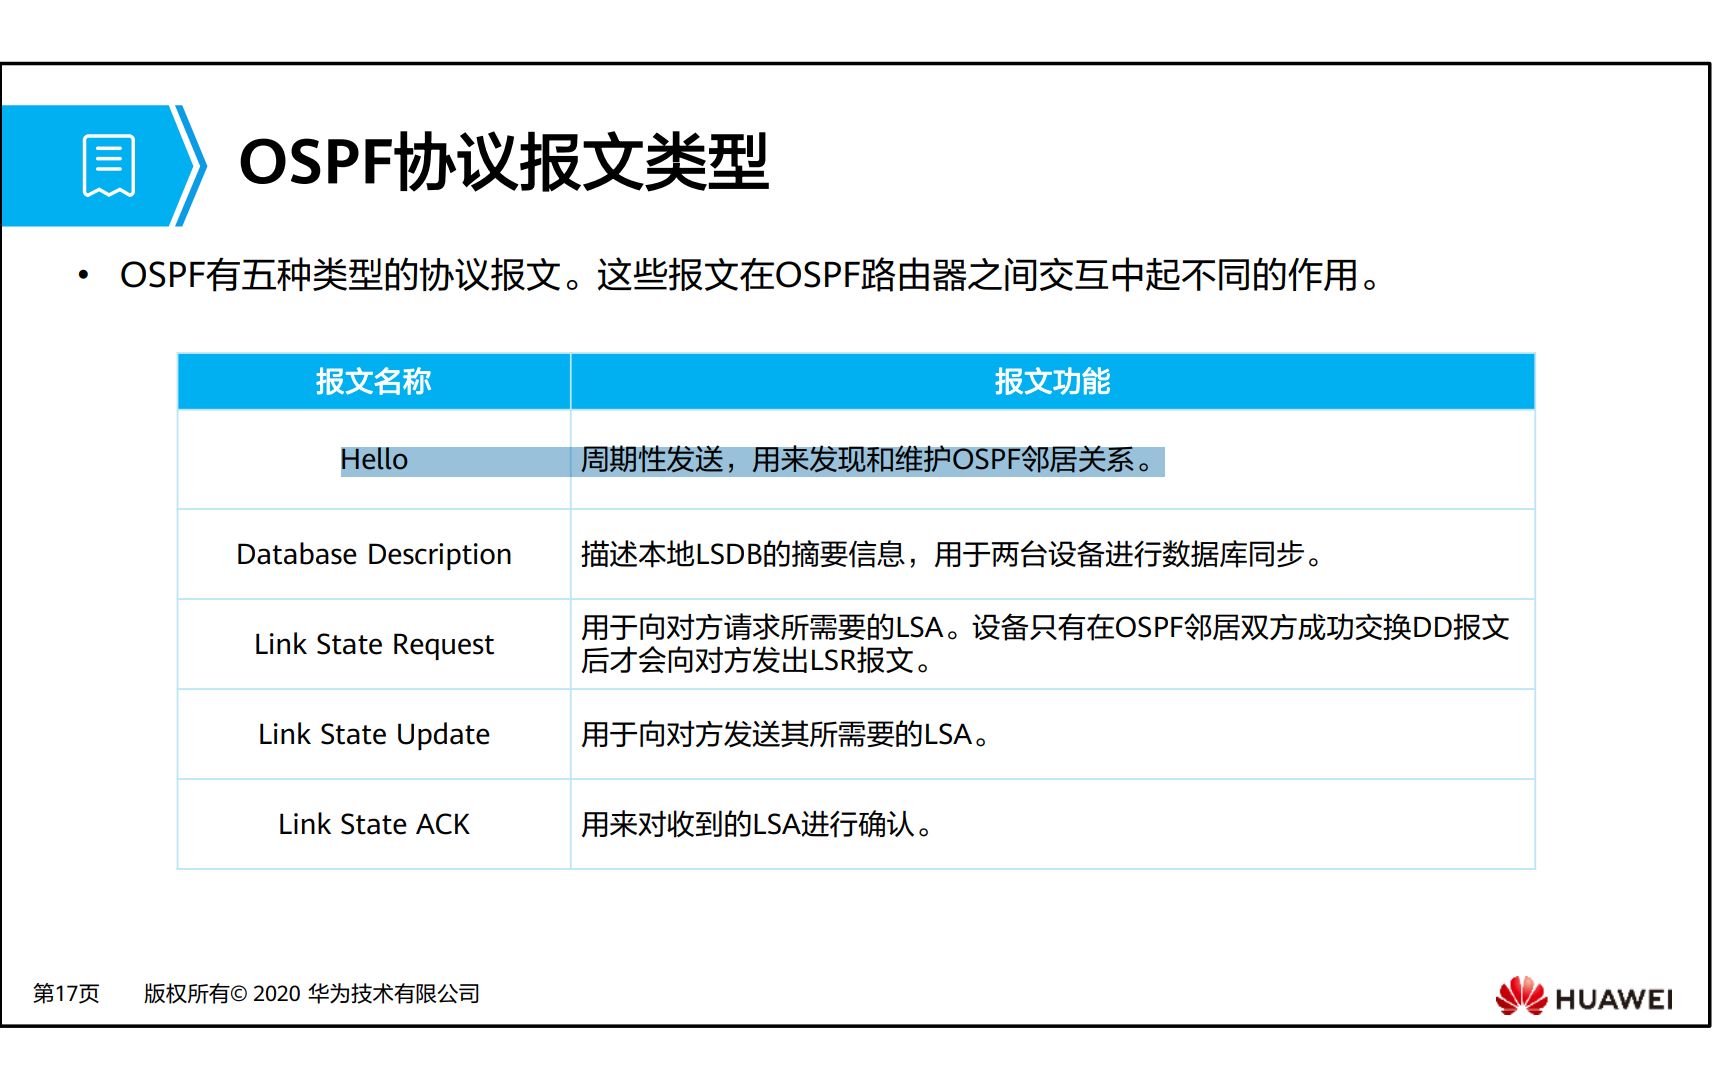 OSPF协议报文类型
• OSPF有五种类型的协议报文。这些报文在OSPF路由器之间交互中起不同的作用。
报文名称 报文功能
Hello 周期性发送，用来发现和维护OSPF邻居关系。
Database Description 描述本地LSDB的摘要信息，用于两台设备进行数据库同步。
Link State Request 用于向对方请求所需要的LSA。设备只有在OSPF邻居双方成功交换DD报文
后才会向对方发出LSR报文。
Link State Update 用于向对方发送其所需要的LSA。
Link State ACK 用来对收到的LSA进行确认。
第17页 版权所有© 2020 华为技术有限公司
HUAWEI